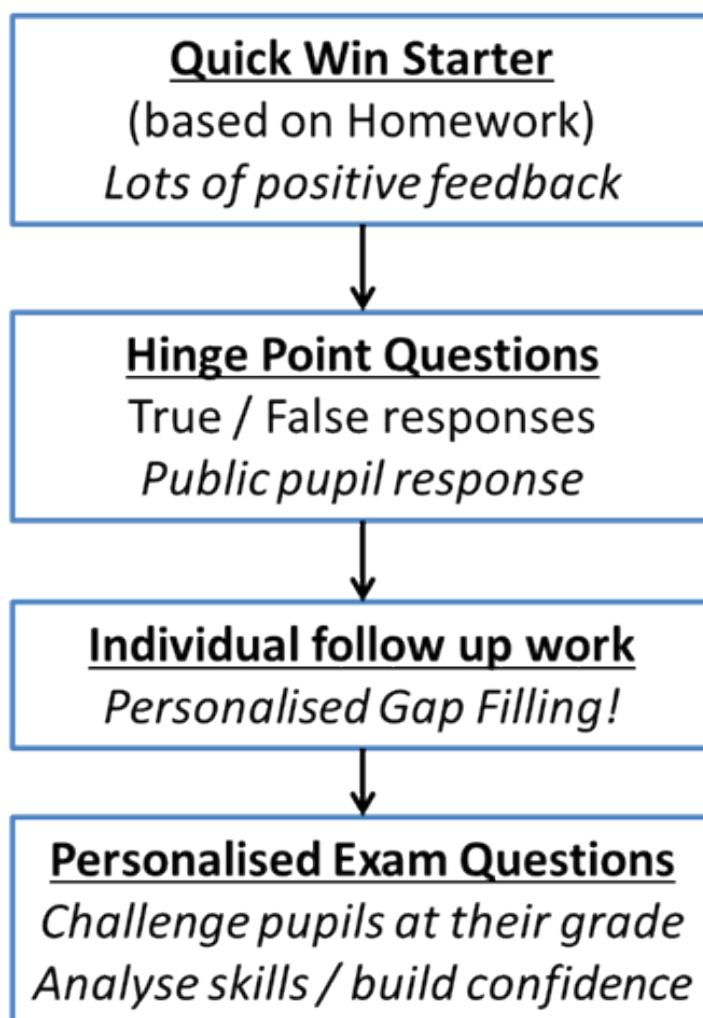 Quick Win Starter
(based on Homework)
Lots of positive feedback
Hinge Point Questions
True / False responses
Public pupil response
Individual follow up work
Personalised Gap Filling!
Personalised Exam Questions
Challenge pupils at their grade
Analyse skills / build confidence